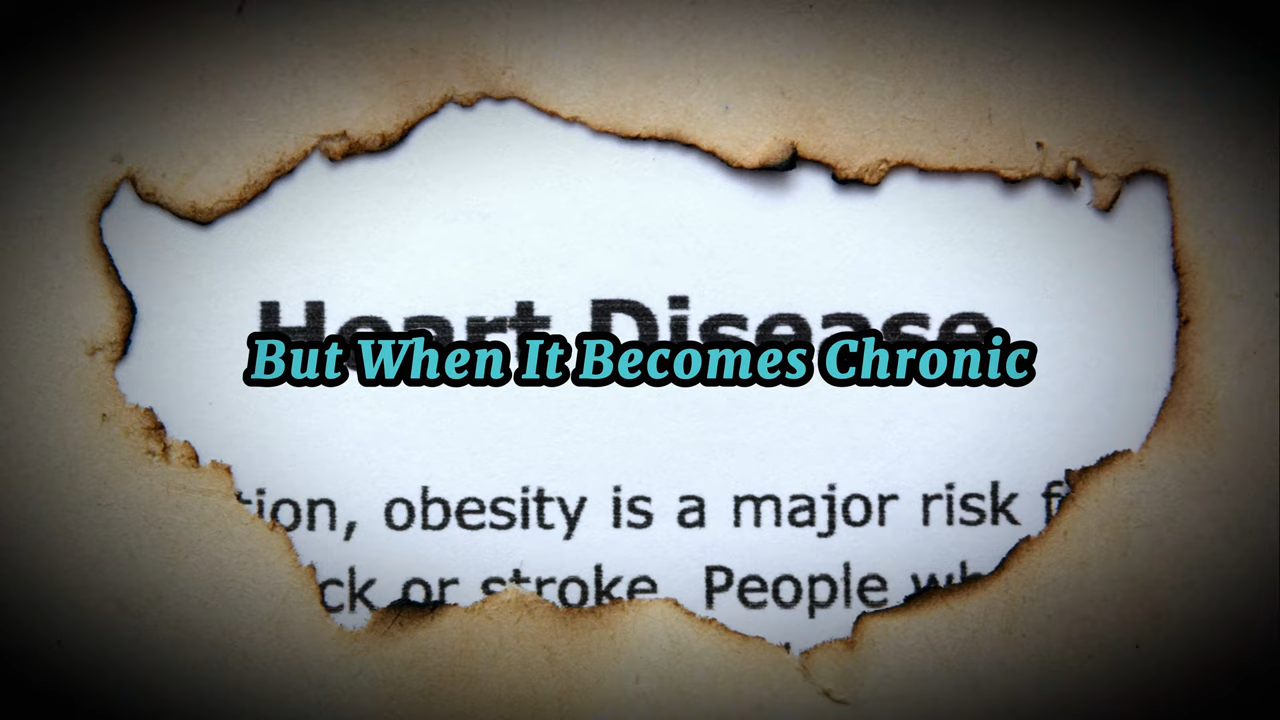 Heart Disease
But When It Becomes Chronic
tion, obesity is a major risk
ck or stroke. People